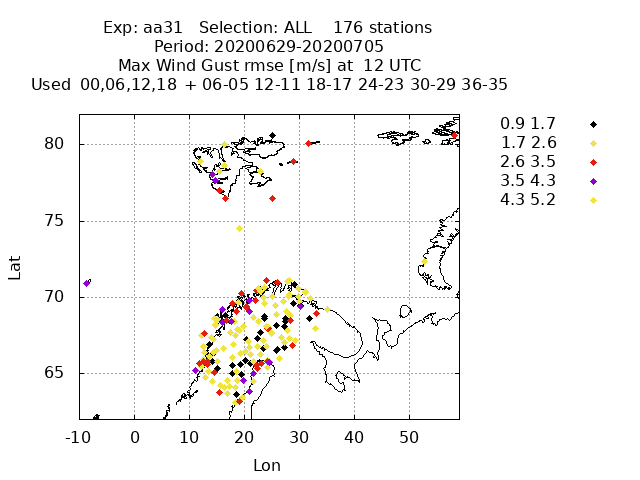 Exp: aa31 Selection: ALL 176 stations
Period: 20200629-20200705
Max Wind Gust rmse [m/s] at 12 UTC
Used 00,06,12,18 + 06-05 12-11 18-17 24-23 30-29 36-35
0.9 1.7
1.7 2.6
2.6 3.5
3.5 4.3
4.3 5.2
80
75
70
65
Lat
-10 0 10 20 30 40 50
Lon